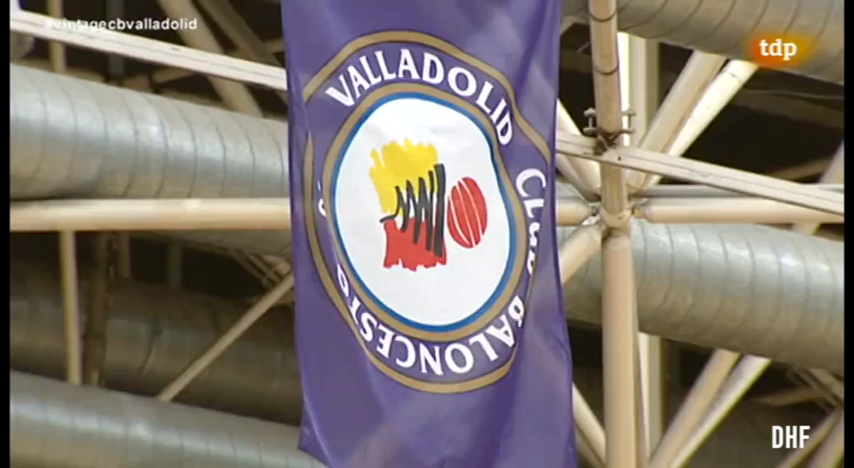 #vintagecbvalladolid
tdp
VALLADOLID
CLUB BALONCESTO
DHF